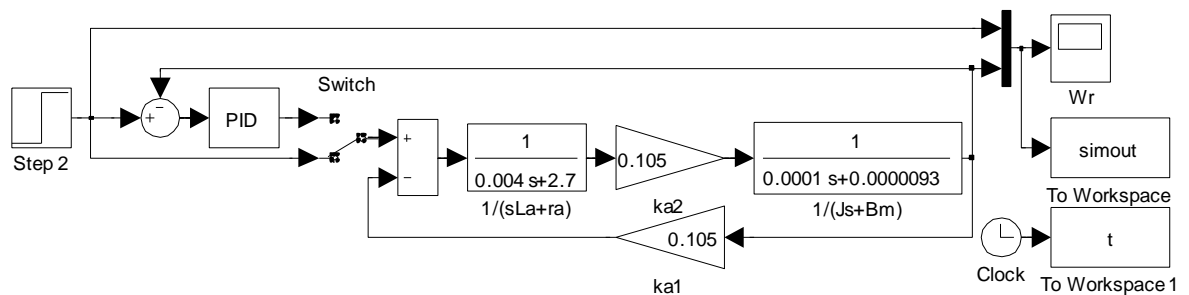 Step 2
+
−
PID
Switch
+
−
1
0.004 s+2.7
1/(sLa+ra)
0.105
ka2
1
0.0001 s+0.0000093
1/(Js+Bm)
0.105
ka1
Wr
simout
To Workspace
Clock
t
To Workspace 1